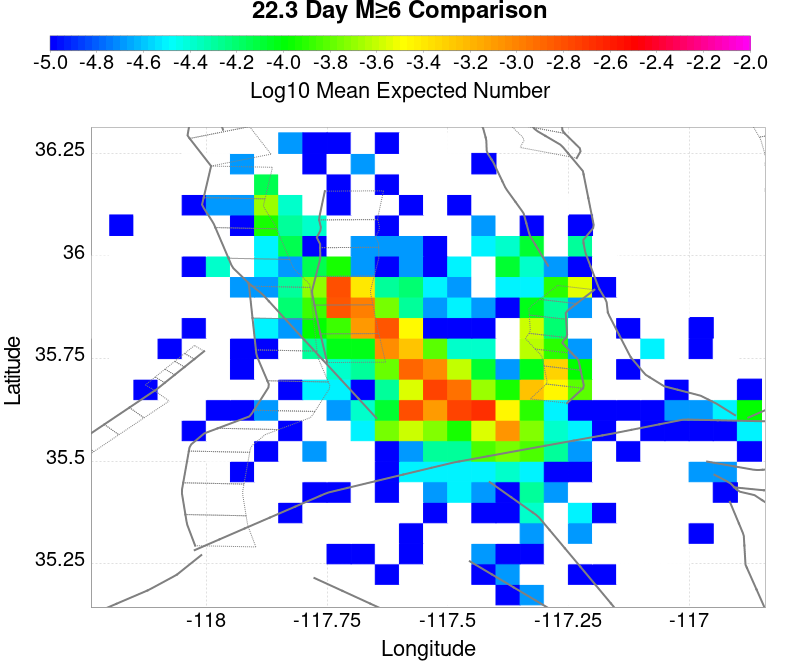 22.3 Day M≥6 Comparison
-5.0 -4.8 -4.6 -4.4 -4.2 -4.0 -3.8 -3.6 -3.4 -3.2 -3.0 -2.8 -2.6 -2.4 -2.2 -2.0
Log10 Mean Expected Number
36.25
36
35.75
35.5
35.25
Latitude
-118 -117.75 -117.5 -117.25 -117
Longitude